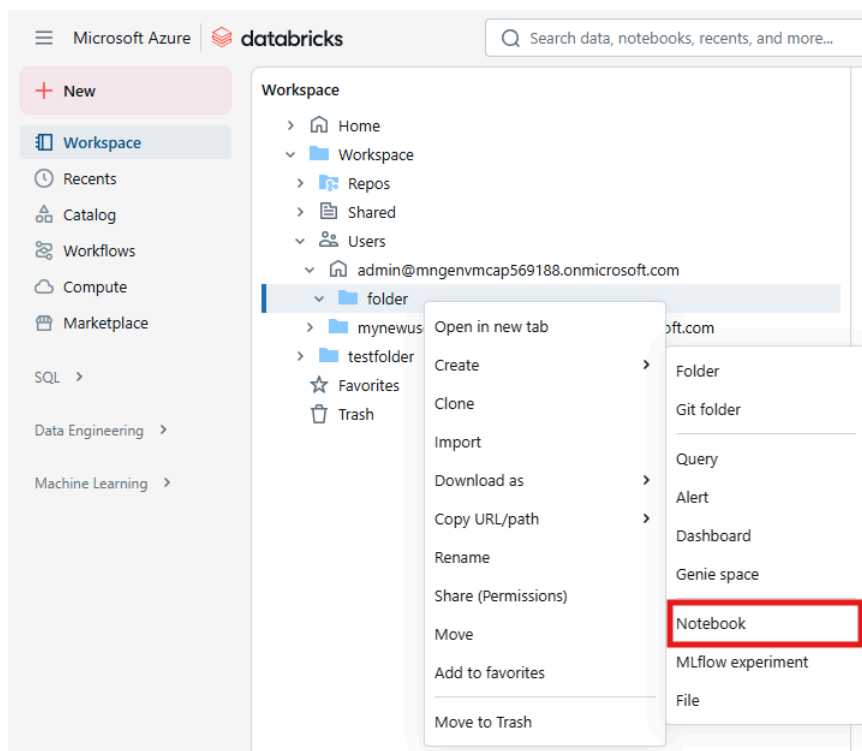 Microsoft Azure databricks
Search data, notebooks, recents, and more...
New
Workspace
Recents
Catalog
Workflows
Compute
Marketplace
SQL
Data Engineering
Machine Learning
Workspace
Home
Workspace
Repos
Shared
Users
admin@mngenvmcap569188.onmicrosoft.com
folder
mynewus oft.com
testfolder
Favorites
Trash
Open in new tab
Create
Clone
Import
Download as
Copy URL/path
Rename
Share (Permissions)
Move
Add to favorites
Move to Trash
Folder
Git folder
Query
Alert
Dashboard
Genie space
Notebook
MLflow experiment
File